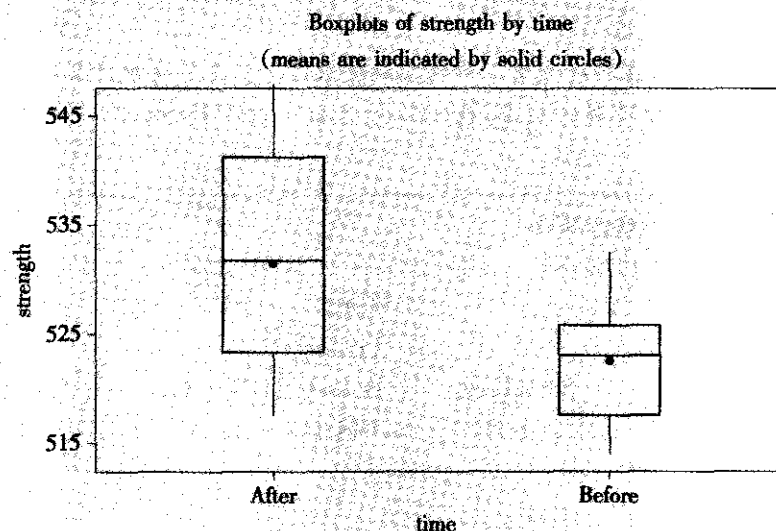 Boxplots of strength by time
(means are indicated by solid circles)
545
535
525
515
strength
After
Before
time